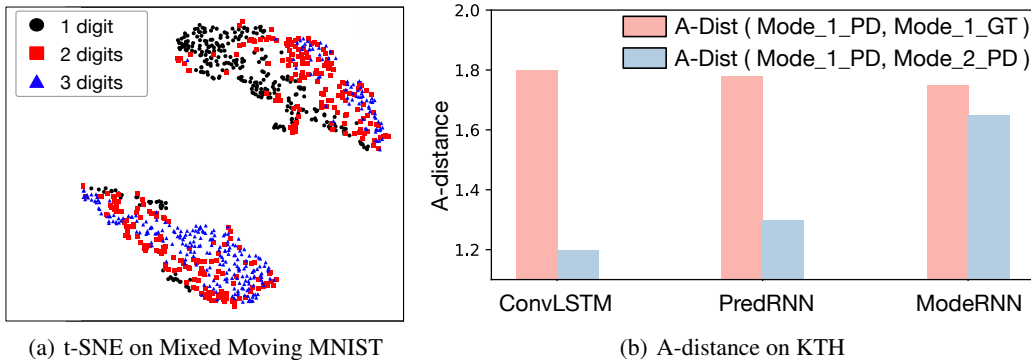 1 digit
2 digits
3 digits
(a) t-SNE on Mixed Moving MNIST
A-distance
2.0
1.8
1.6
1.4
1.2
A-Dist ( Mode_1_PD, Mode_1_GT )
A-Dist ( Mode_1_PD, Mode_2_PD )
ConvLSTM PredRNN ModeRNN
(b) A-distance on KTH